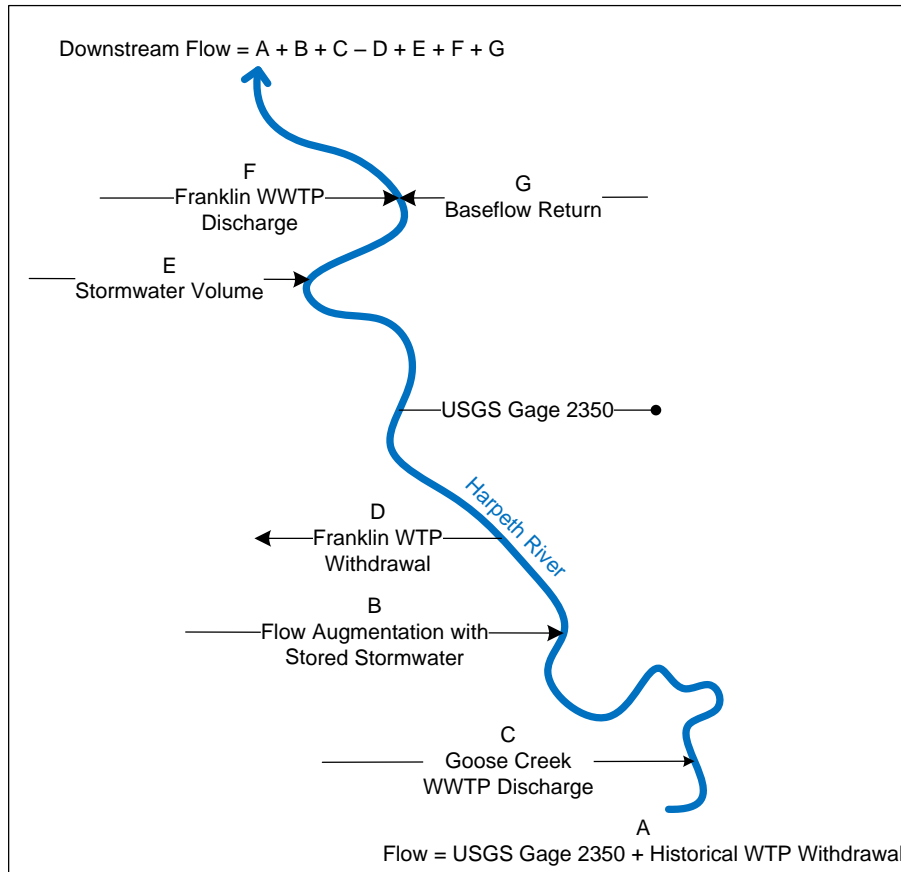 Downstream Flow = A + B + C – D + E + F + G
F
Franklin WWTP
Discharge
G
Baseflow Return
E
Stormwater Volume
USGS Gage 2350
Harpeth River
D
Franklin WTP
Withdrawal
B
Flow Augmentation with
Stored Stormwater
C
Goose Creek
WWTP Discharge
A
Flow = USGS Gage 2350 + Historical WTP Withdrawal